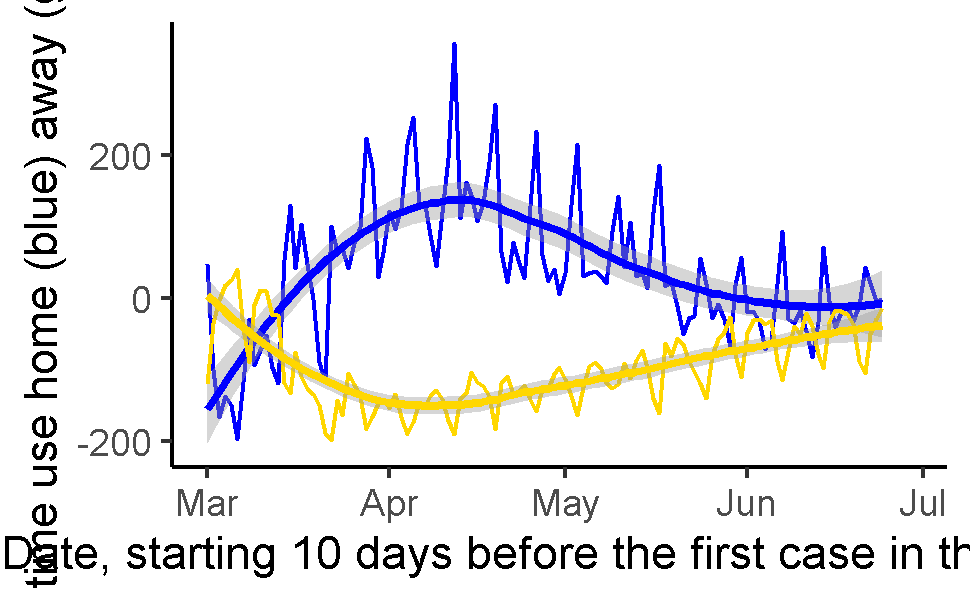 time use home (blue) away (
200
0
-200
Mar Apr May Jun Jul
Date, starting 10 days before the first case in th